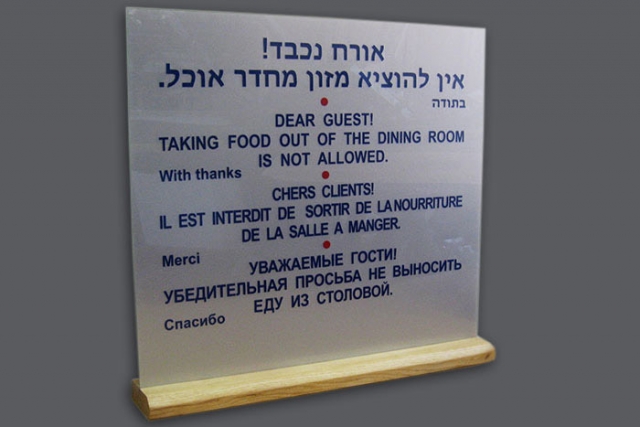 אורח נכבד!
אין להוציא מזון מחדר אוכל.
בתודה
DEAR GUEST!
TAKING FOOD OUT OF THE DINING ROOM
IS NOT ALLOWED.
With thanks
CHERS CLIENTS!
IL EST INTERDIT DE SORTIR DE LA NOURRITURE
DE LA SALLE A MANGER.
Merci
УВАЖАЕМЫЕ ГОСТИ!
УБЕДИТЕЛЬНАЯ ПРОСЬБА НЕ ВЫНОСИТЬ
ЕДУ ИЗ СТОЛОВОЙ.
Спасибо